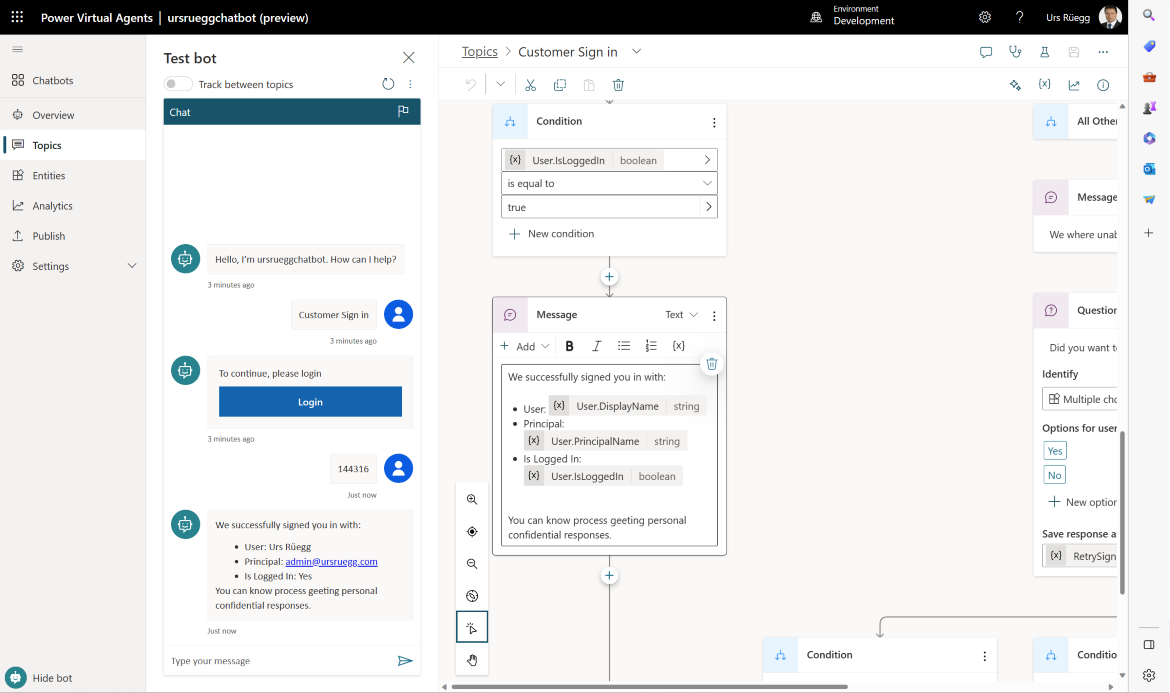 Power Virtual Agents | ursrueggchatbot (preview)
Environment
Development
?
Urs Rüegg
Chatbots
Overview
Topics
Entities
Analytics
Publish
Settings
Hide bot
Test bot
Track between topics
Chat
Hello, I'm ursrueggchatbot. How can I help?
3 minutes ago
Customer Sign in
3 minutes ago
To continue, please login
Login
3 minutes ago
144316
Just now
We successfully signed you in with:
• User: Urs Rüegg
• Principal: admin@ursruegg.com
• Is Logged In: Yes
You can know process geeting personal
confidential responses.
Just now
Type your message
Topics > Customer Sign in
{x}
Condition
{x} User.IsLoggedIn boolean
is equal to
true
New condition
Message
Text
Add B I {x}
We successfully signed you in with:
• User: {x} User.DisplayName string
• Principal:
{x} User.PrincipalName string
• Is Logged In:
{x} User.IsLoggedIn boolean
You can know process geeting personal
confidential responses.
Condition
All Other
Message
We where unab
Question
Did you want t
Identify
Multiple cho
Options for user
Yes
No
New option
Save response a
{x} RetrySign
Conditio